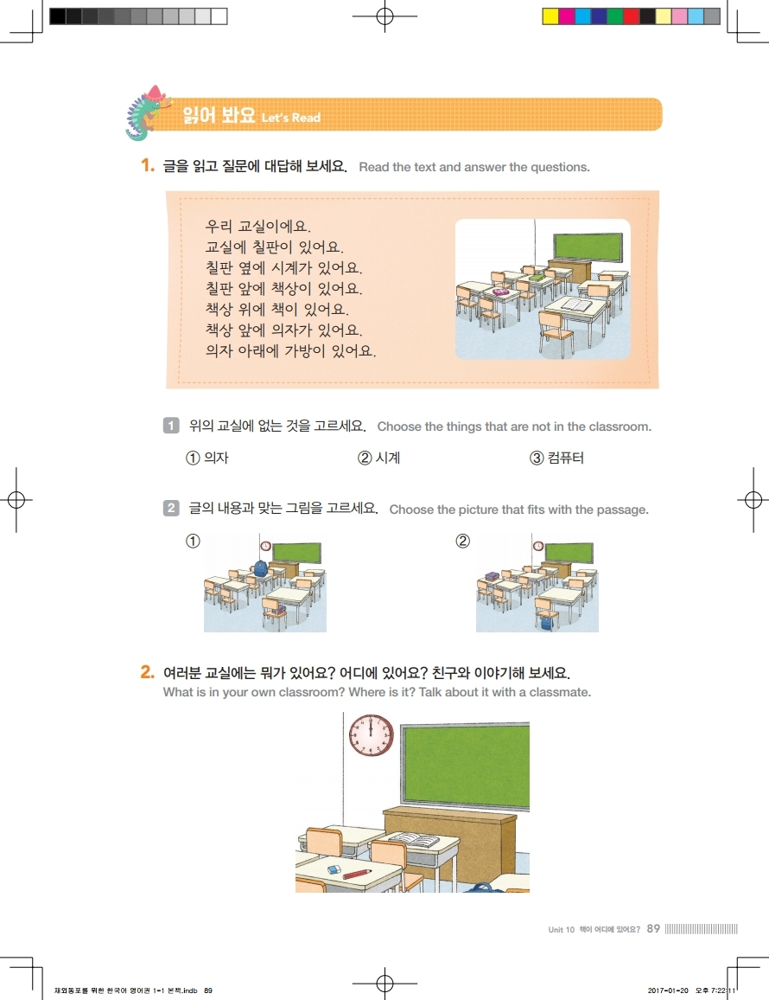 읽어 봐요 Let's Read
1. 글을 읽고 질문에 대답해 보세요. Read the text and answer the questions.
우리 교실이에요.
교실에 칠판이 있어요.
칠판 옆에 시계가 있어요.
칠판 앞에 책상이 있어요.
책상 위에 책이 있어요.
책상 앞에 의자가 있어요.
의자 아래에 가방이 있어요.
1 위의 교실에 없는 것을 고르세요. Choose the things that are not in the classroom.
① 의자 ② 시계 ③ 컴퓨터
2 글의 내용과 맞는 그림을 고르세요. Choose the picture that fits with the passage.
① ②
2. 여러분 교실에는 뭐가 있어요? 어디에 있어요? 친구와 이야기해 보세요.
What is in your own classroom? Where is it? Talk about it with a classmate.
Unit 10 책이 어디에 있어요? 89
재외동포를 위한 한국어 영어권 1-1 본책.indb 89 2017-01-20 오후 7:22:11